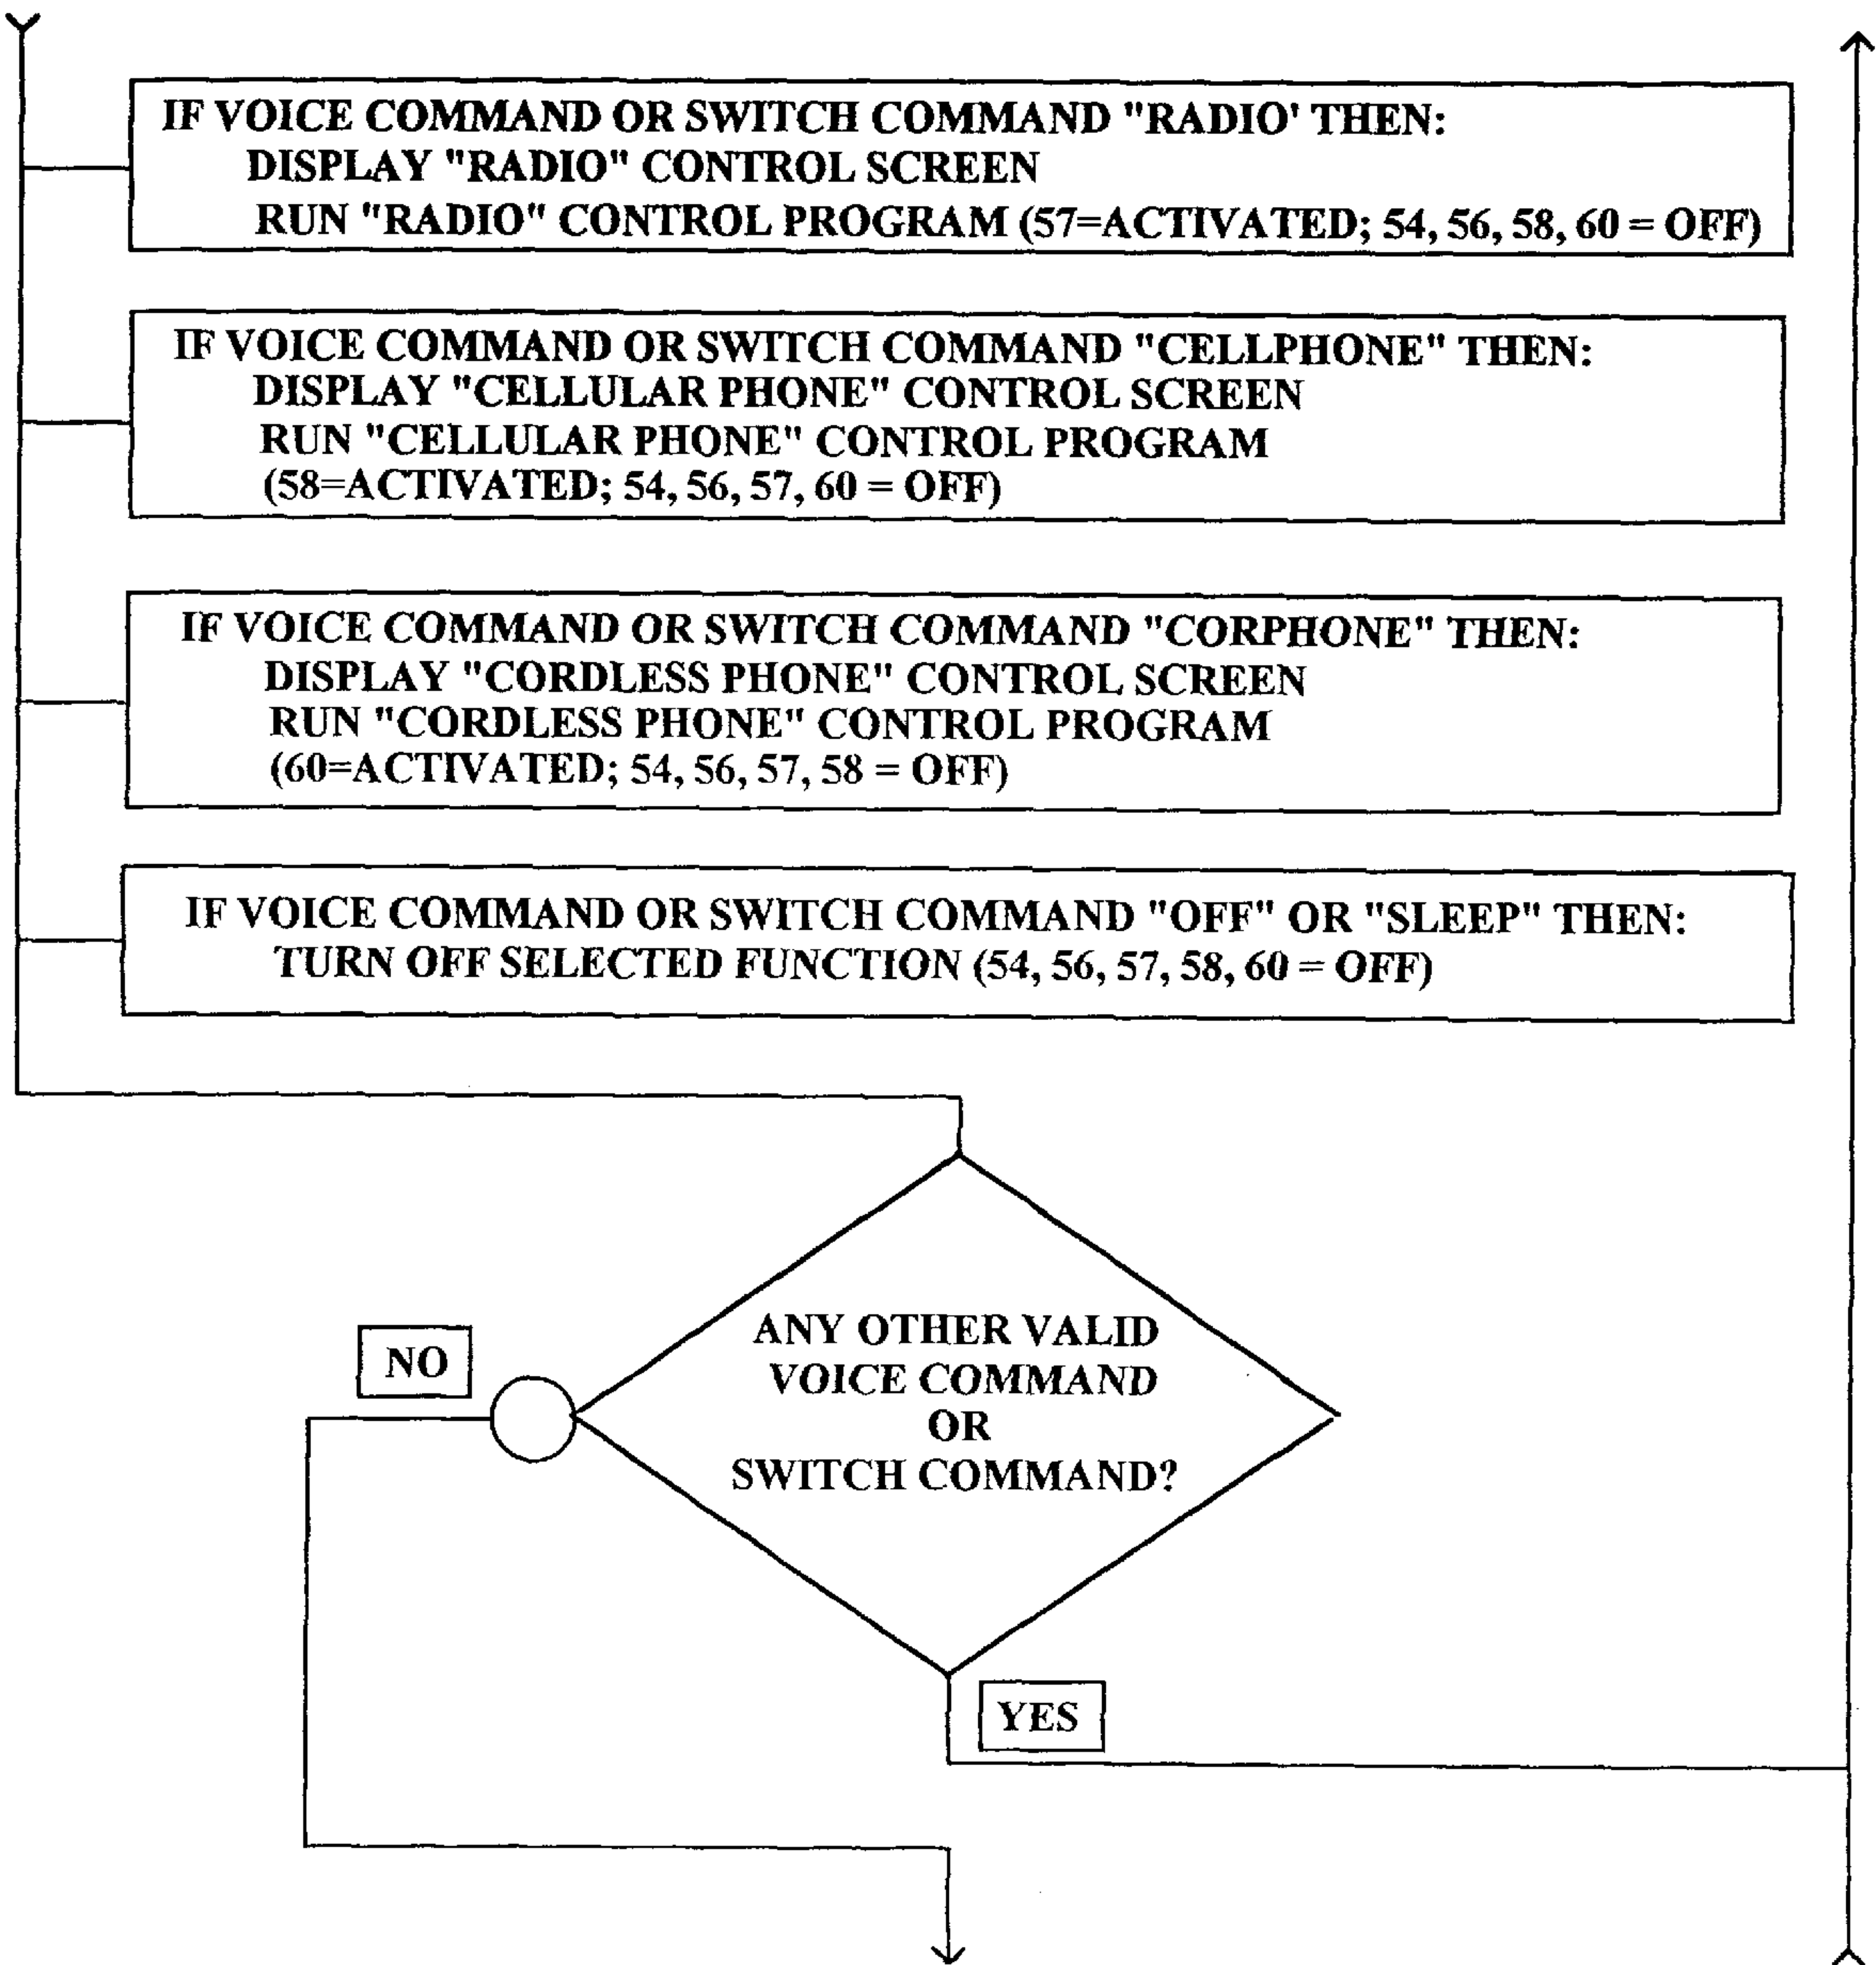 IF VOICE COMMAND OR SWITCH COMMAND "RADIO' THEN:
DISPLAY "RADIO" CONTROL SCREEN
RUN "RADIO" CONTROL PROGRAM (57=ACTIVATED; 54, 56, 58, 60 = OFF)
IF VOICE COMMAND OR SWITCH COMMAND "CELLPHONE" THEN:
DISPLAY "CELLULAR PHONE" CONTROL SCREEN
RUN "CELLULAR PHONE" CONTROL PROGRAM
(58=ACTIVATED; 54, 56, 57, 60 = OFF)
IF VOICE COMMAND OR SWITCH COMMAND "CORPHONE" THEN:
DISPLAY "CORDLESS PHONE" CONTROL SCREEN
RUN "CORDLESS PHONE" CONTROL PROGRAM
(60=ACTIVATED; 54, 56, 57, 58 = OFF)
IF VOICE COMMAND OR SWITCH COMMAND "OFF" OR "SLEEP" THEN:
TURN OFF SELECTED FUNCTION (54, 56, 57, 58, 60 = OFF)
ANY OTHER VALID
VOICE COMMAND
OR
SWITCH COMMAND?
NO
YES